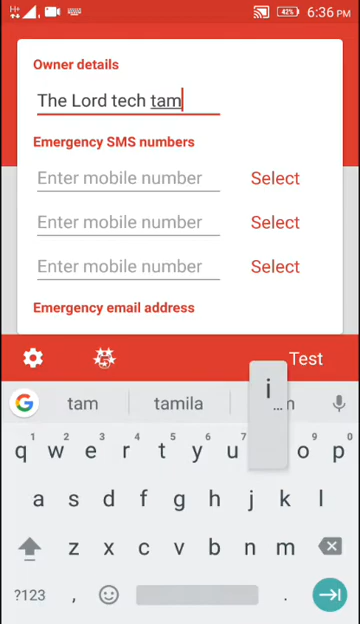 H+ 42% 6:36 PM
Owner details
The Lord tech tam
Emergency SMS numbers
Enter mobile number Select
Enter mobile number Select
Enter mobile number Select
Emergency email address
Test
i
...
G tam tamila
1 2 3 4 5 6 7 9 0
q w e r t y u o p
a s d f g h j k l
z x c v b n m
?123 , .